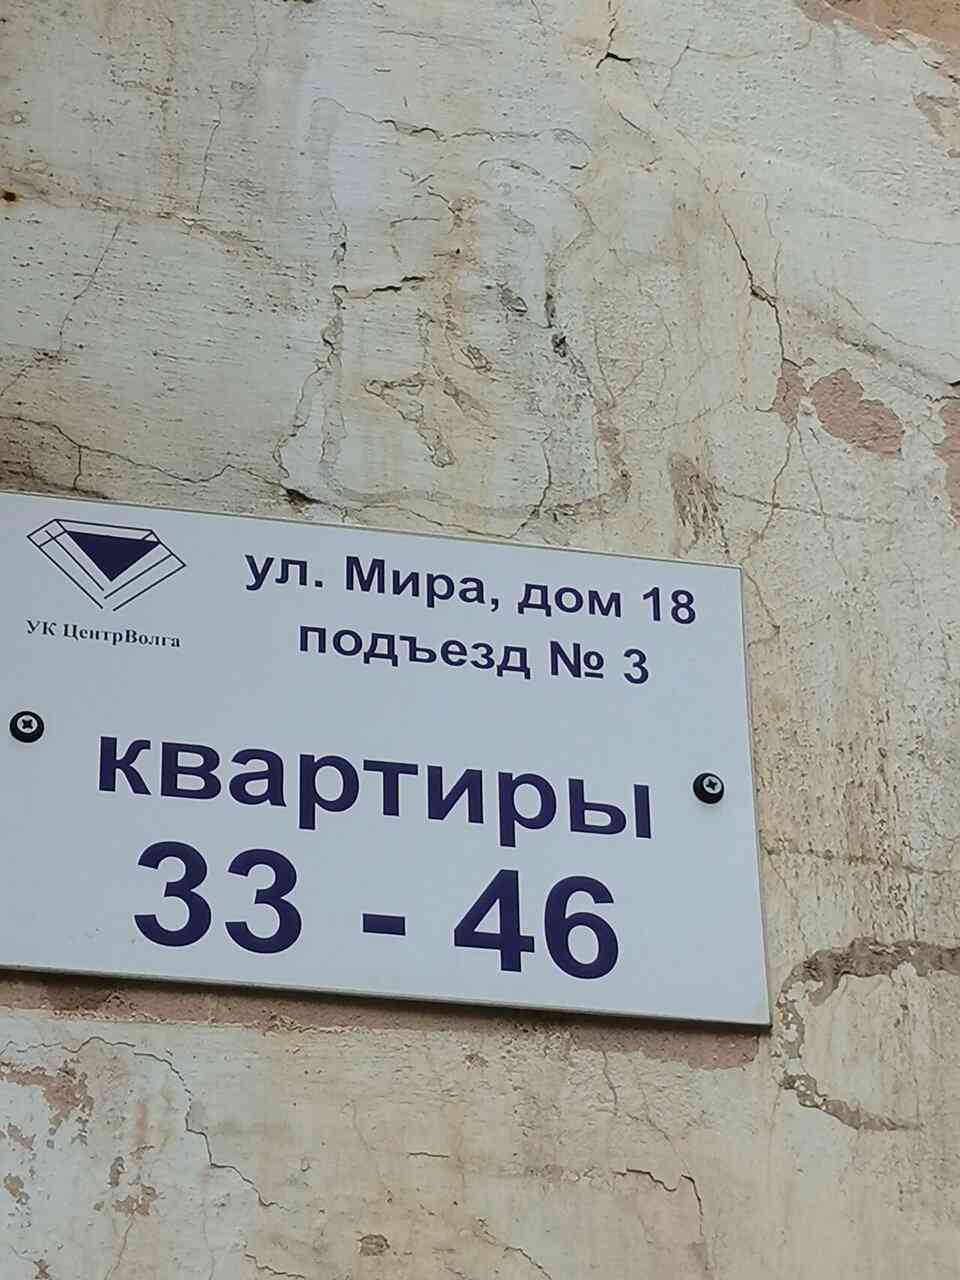 ул. Мира, дом 18
подъезд № 3
УК ЦентрВолга
квартиры
33 - 46